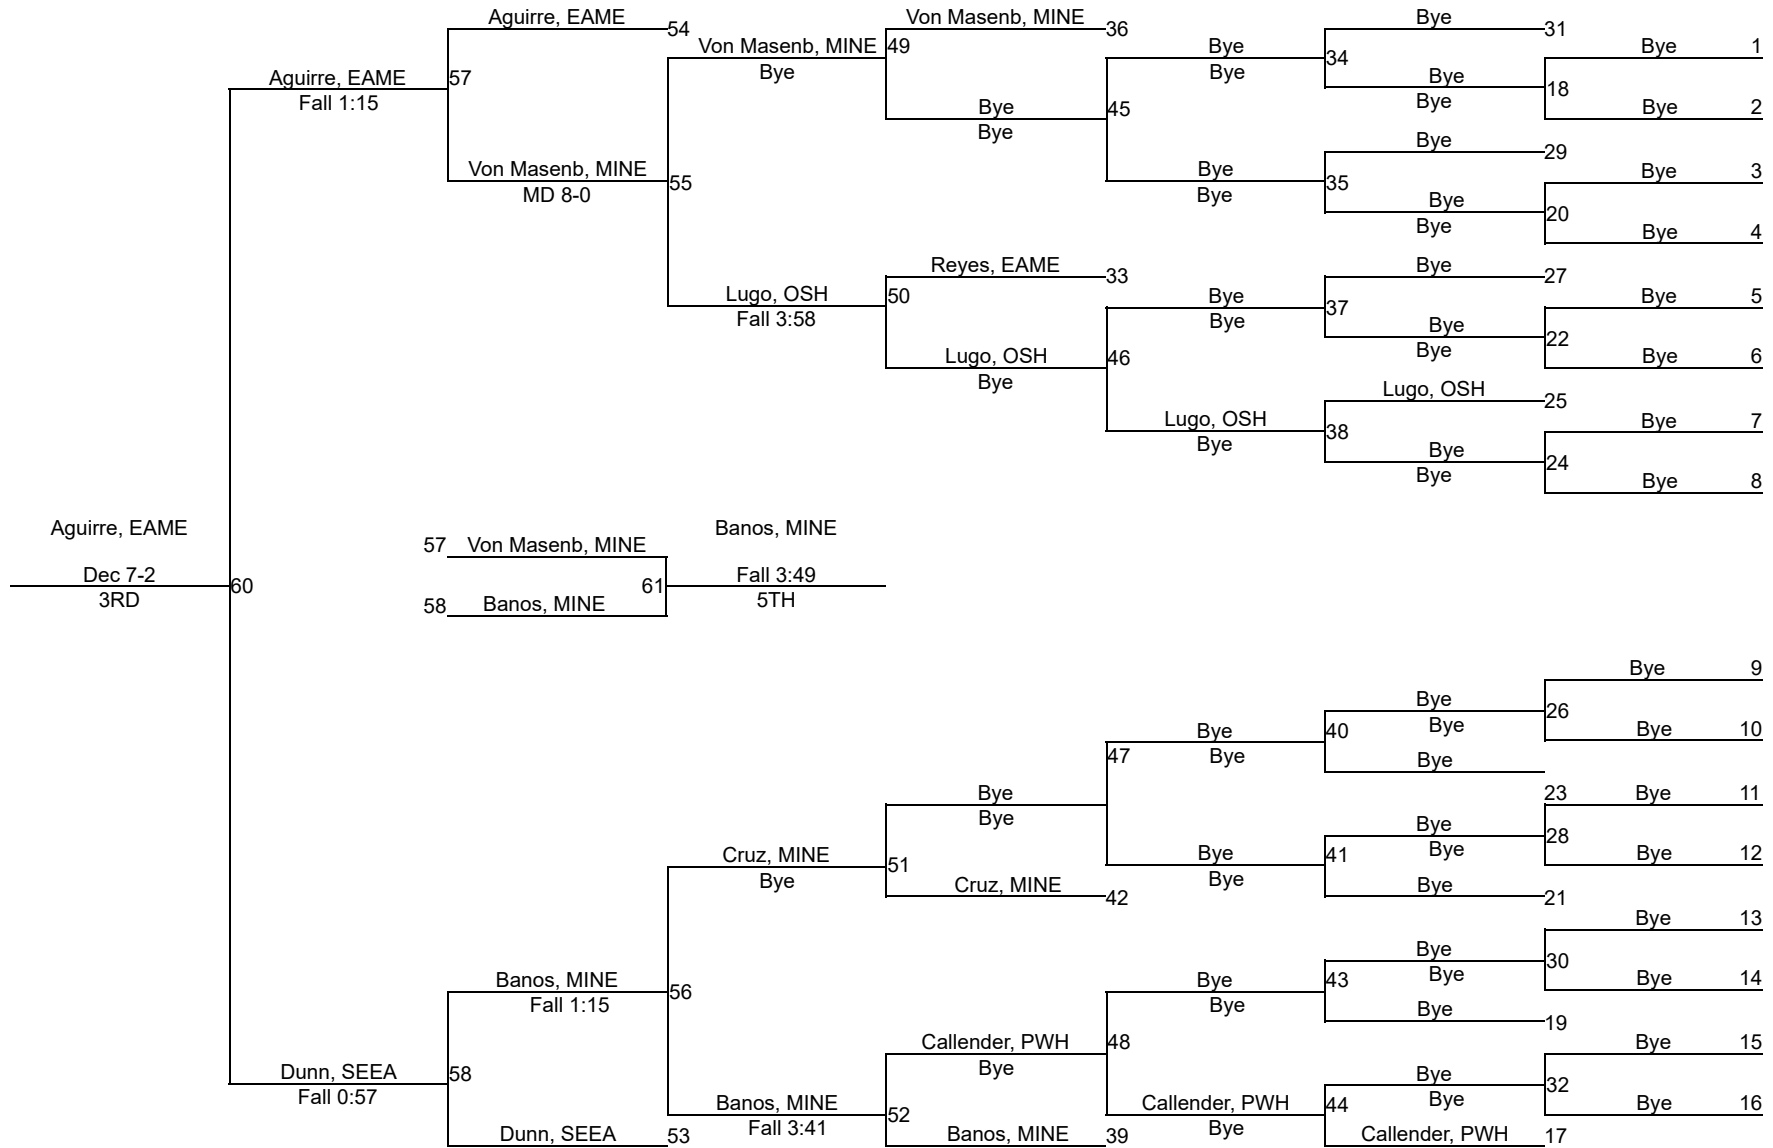 Aguirre, EAME
54
Von Masenb, MINE
36
Bye
31
Von Masenb, MINE
49
Bye
Bye
1
Aguirre, EAME
57
Bye
Bye
34
Bye
18
Fall 1:15
Bye
Bye
2
Bye
45
Bye
Bye
29
Von Masenb, MINE
55
Bye
35
Bye
3
MD 8-0
Bye
Bye
20
Bye
Bye
4
Reyes, EAME
33
Bye
27
Lugo, OSH
50
Bye
37
Bye
5
Fall 3:58
Bye
Bye
22
Lugo, OSH
46
Bye
Bye
6
Bye
Lugo, OSH
25
Lugo, OSH
38
Bye
7
Bye
Bye
24
Bye
Bye
8
Aguirre, EAME
Banos, MINE
57
Von Masenb, MINE
Dec 7-2
60
61
Fall 3:49
3RD
58
Banos, MINE
5TH
Bye
9
Bye
26
Bye
40
Bye
Bye
10
Bye
47
Bye
Bye
23
Bye
11
Bye
Bye
28
Cruz, MINE
51
Bye
41
Bye
Bye
12
Bye
Cruz, MINE
42
Bye
Bye
21
Bye
13
Bye
30
Banos, MINE
56
Bye
43
Bye
Bye
14
Fall 1:15
Bye
Bye
19
Callender, PWH
48
Bye
15
Dunn, SEEA
58
Bye
Bye
32
Fall 0:57
Banos, MINE
52
Callender, PWH
44
Bye
Bye
16
Fall 3:41
Bye
Dunn, SEEA
53
Banos, MINE
39
Callender, PWH
17